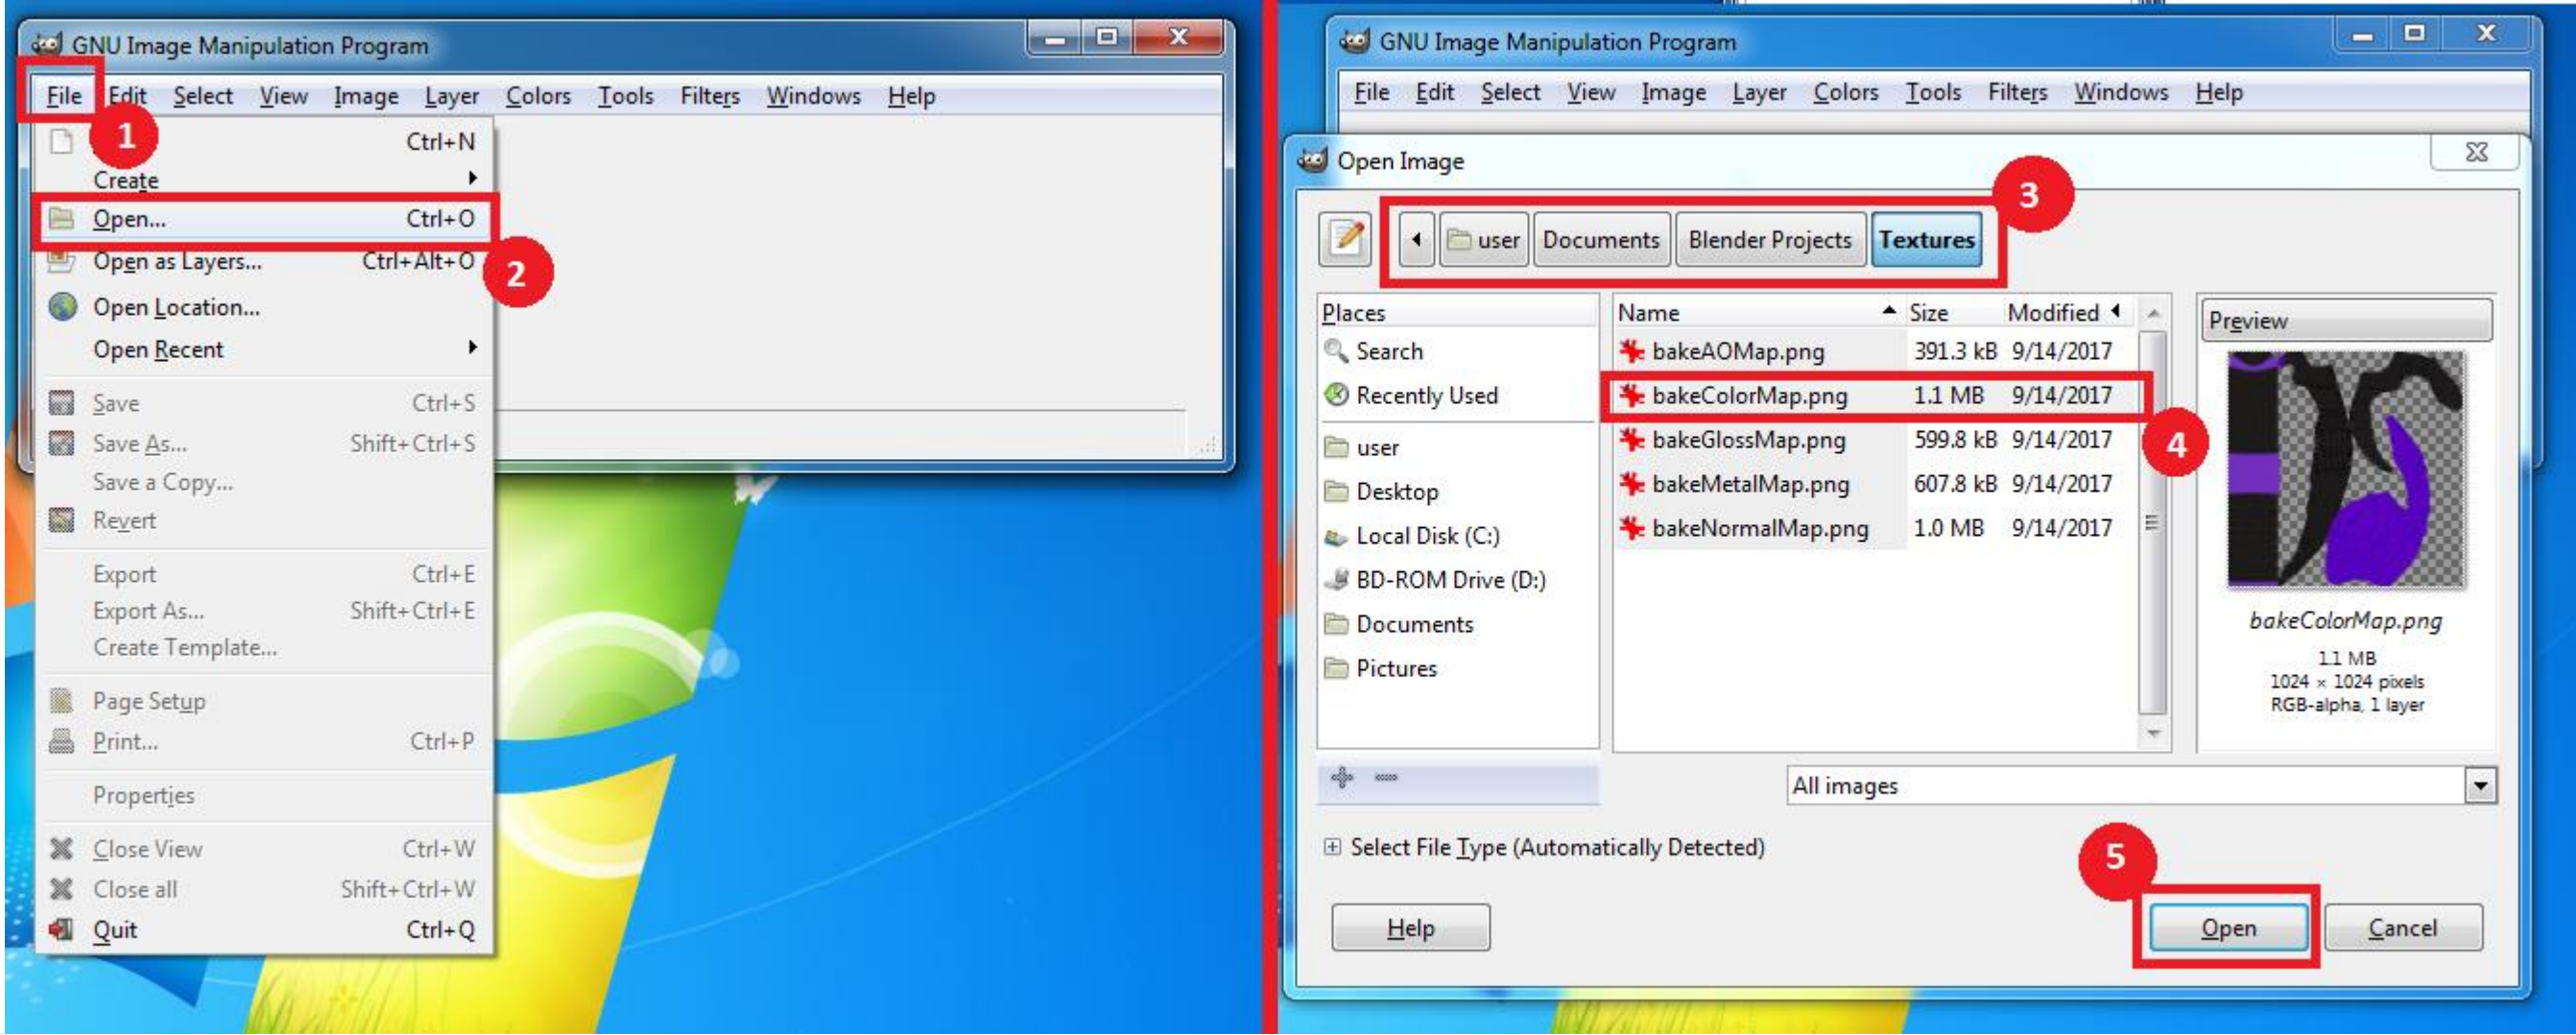 GNU Image Manipulation Program
File Edit Select View Image Layer Colors Tools Filters Windows Help
1
Ctrl+N
Create
Open... Ctrl+O
2
Open as Layers... Ctrl+Alt+O
Open Location...
Open Recent
Save Ctrl+S
Save As... Shift+Ctrl+S
Save a Copy...
Revert
Export Ctrl+E
Export As... Shift+Ctrl+E
Create Template...
Page Setup
Print... Ctrl+P
Properties
Close View Ctrl+W
Close all Shift+Ctrl+W
Quit Ctrl+Q
GNU Image Manipulation Program
File Edit Select View Image Layer Colors Tools Filters Windows Help
Open Image
3
user Documents Blender Projects Textures
Places
Search
Recently Used
user
Desktop
Local Disk (C:)
BD-ROM Drive (D:)
Documents
Pictures
Name Size Modified
bakeAOMap.png 391.3 kB 9/14/2017
bakeColorMap.png 1.1 MB 9/14/2017
4
bakeGlossMap.png 599.8 kB 9/14/2017
bakeMetalMap.png 607.8 kB 9/14/2017
bakeNormalMap.png 1.0 MB 9/14/2017
Preview
bakeColorMap.png
1.1 MB
1024 × 1024 pixels
RGB-alpha, 1 layer
All images
Select File Type (Automatically Detected)
5
Help Open Cancel